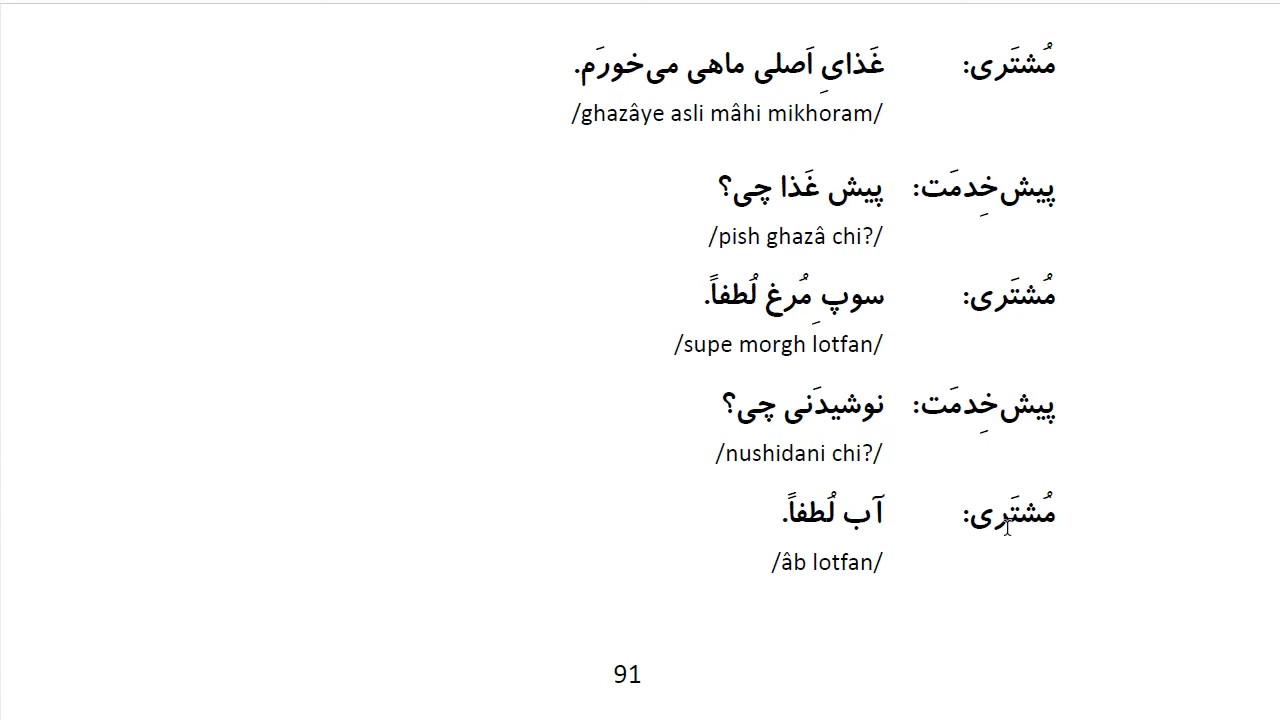 مُشتَری: غَذایِ اَصلی ماهی می‌خورَم.
/ghazâye asli mâhi mikhoram/
پیش‌خِدمَت: پیش غَذا چی؟
/pish ghazâ chi?/
مُشتَری: سوپِ مُرغ لُطفاً.
/supe morgh lotfan/
پیش‌خِدمَت: نوشیدَنی چی؟
/nushidani chi?/
مُشتَری: آب لُطفاً.
/âb lotfan/
91